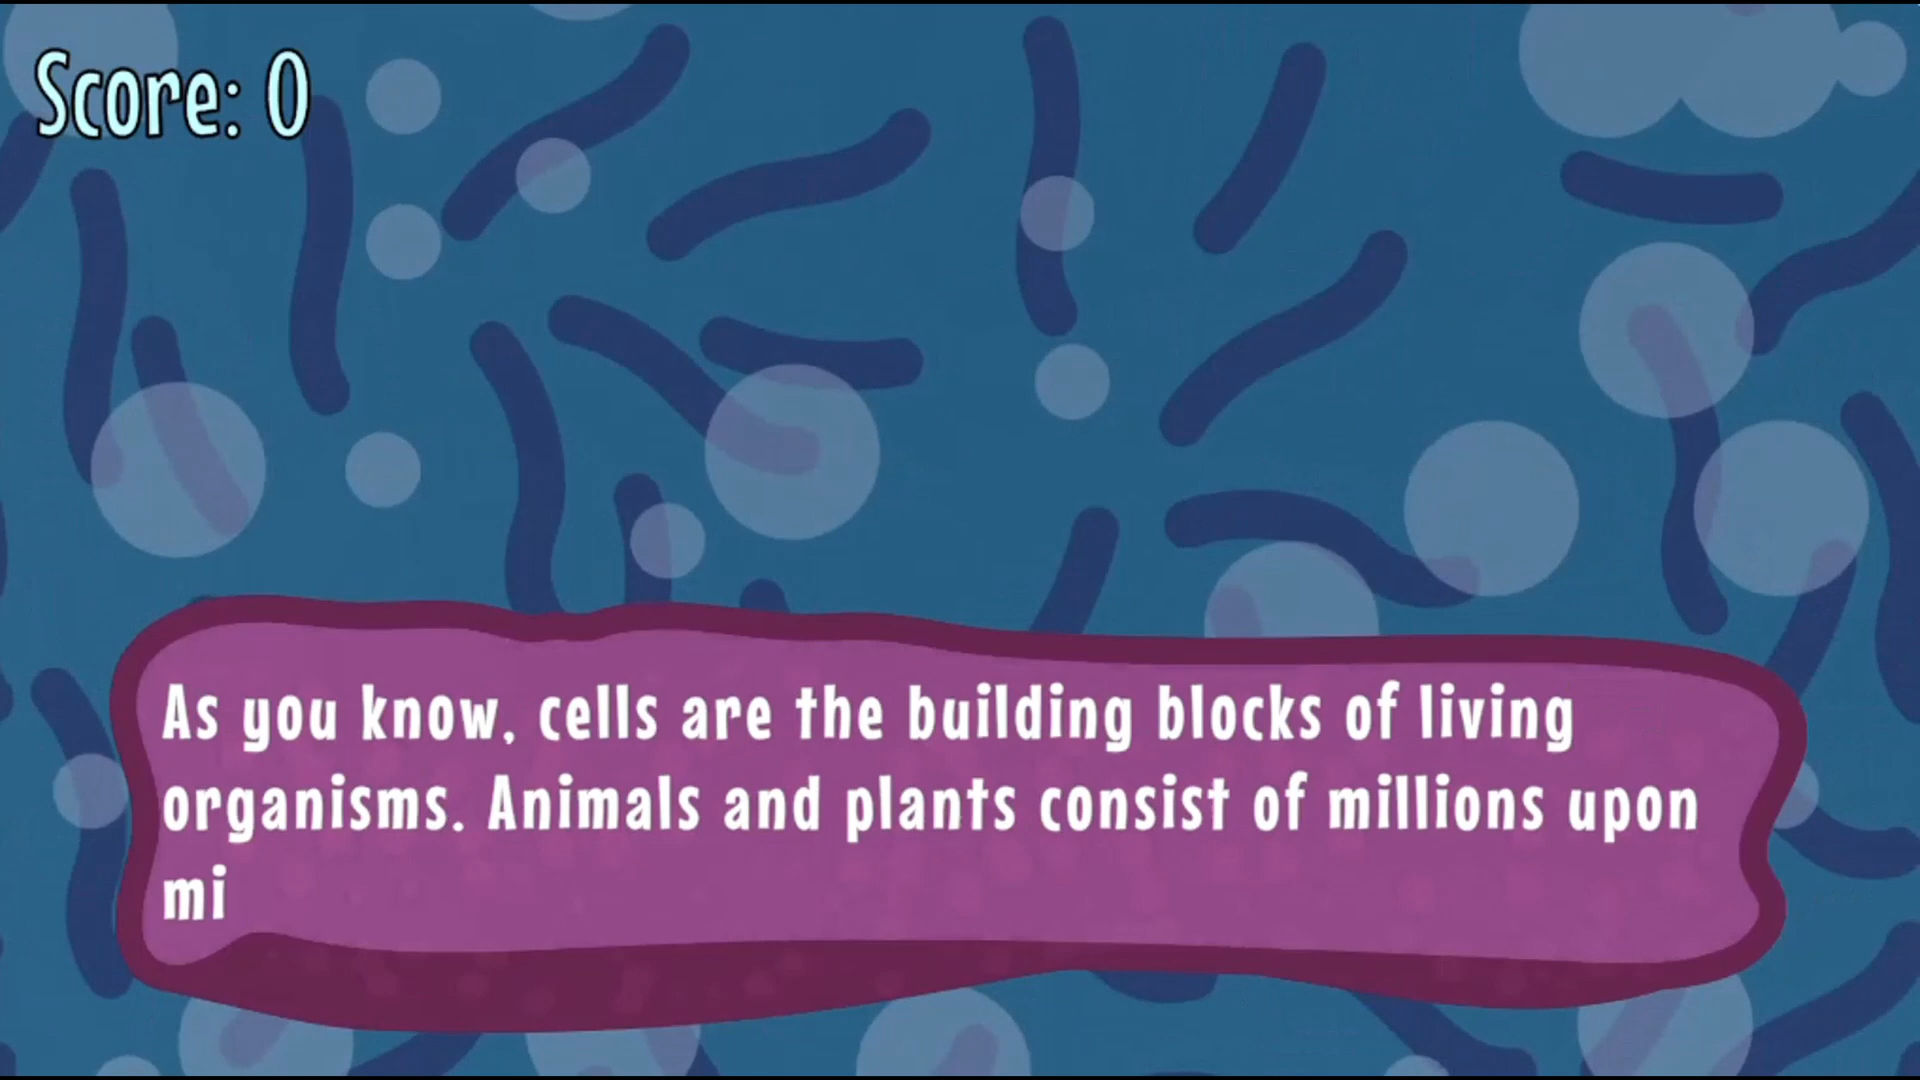 Score: 0
As you know, cells are the building blocks of living
organisms. Animals and plants consist of millions upon
mi